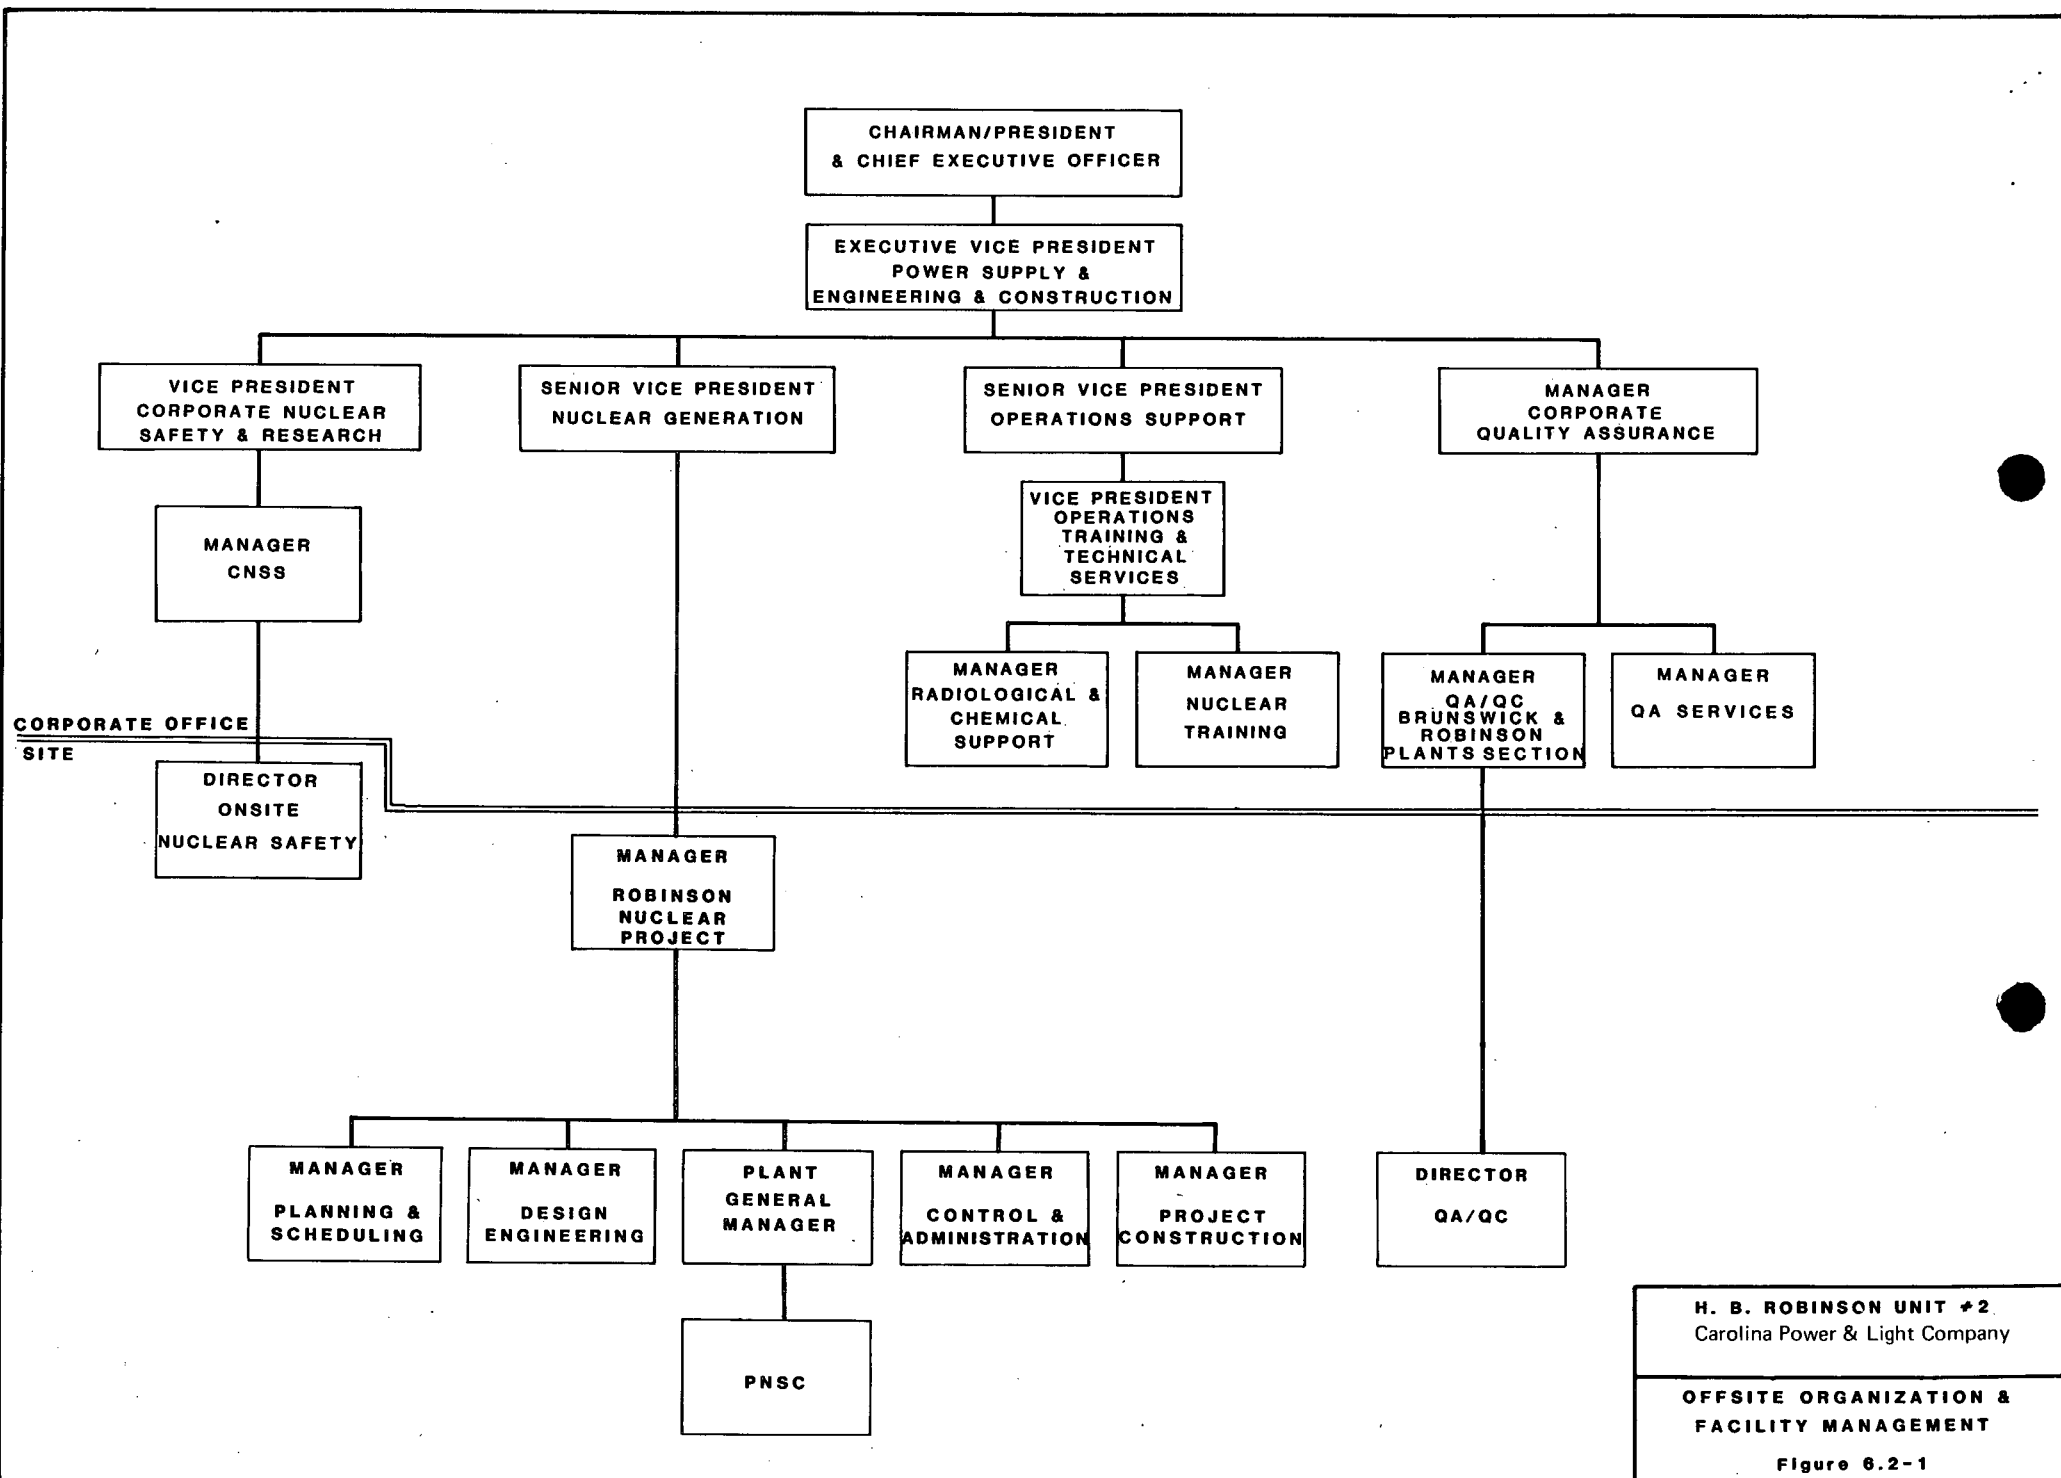 CHAIRMAN/PRESIDENT
& CHIEF EXECUTIVE OFFICER
EXECUTIVE VICE PRESIDENT
POWER SUPPLY &
ENGINEERING & CONSTRUCTION
VICE PRESIDENT
CORPORATE NUCLEAR
SAFETY & RESEARCH
SENIOR VICE PRESIDENT
NUCLEAR GENERATION
SENIOR VICE PRESIDENT
OPERATIONS SUPPORT
MANAGER
CORPORATE
QUALITY ASSURANCE
MANAGER
CNSS
VICE PRESIDENT
OPERATIONS
TRAINING &
TECHNICAL
SERVICES
MANAGER
RADIOLOGICAL &
CHEMICAL
SUPPORT
MANAGER
NUCLEAR
TRAINING
MANAGER
QA/QC
BRUNSWICK &
ROBINSON
PLANTS SECTION
MANAGER
QA SERVICES
CORPORATE OFFICE
SITE
DIRECTOR
ONSITE
NUCLEAR SAFETY
MANAGER
ROBINSON
NUCLEAR
PROJECT
MANAGER
PLANNING &
SCHEDULING
MANAGER
DESIGN
ENGINEERING
PLANT
GENERAL
MANAGER
MANAGER
CONTROL &
ADMINISTRATION
MANAGER
PROJECT
CONSTRUCTION
DIRECTOR
QA/QC
PNSC
H. B. ROBINSON UNIT #2
Carolina Power & Light Company
OFFSITE ORGANIZATION &
FACILITY MANAGEMENT
Figure 6.2-1